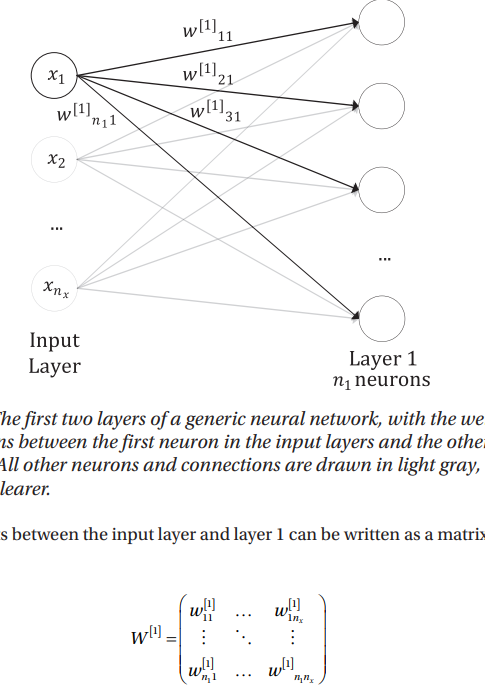 w[1]11
x1
w[1]21
w[1]n11
w[1]31
x2
...
...
xnx
Input
Layer
Layer 1
n1 neurons
The first two layers of a generic neural network, with the we
ns between the first neuron in the input layers and the other
All other neurons and connections are drawn in light gray,
learer.
ts between the input layer and layer 1 can be written as a matrix
W[1] = ( w[1]11 … w[1]1nx
⋮ ⋱ ⋮
w[1]n11 … w[1]n1nx )